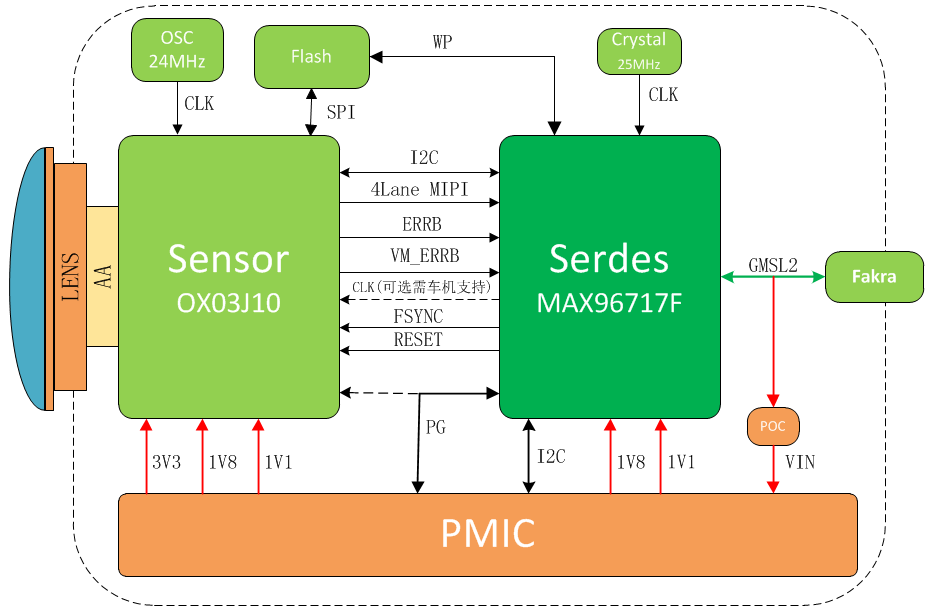 OSC
24MHz
Flash
WP
Crystal
25MHz
CLK
SPI
CLK
I2C
4Lane MIPI
ERRB
VM_ERRB
CLK(可选需车机支持)
FSYNC
RESET
LENS
AA
Sensor
OX03J10
Serdes
MAX96717F
GMSL2
Fakra
PG
I2C
POC
3V3
1V8
1V1
1V8
1V1
VIN
PMIC